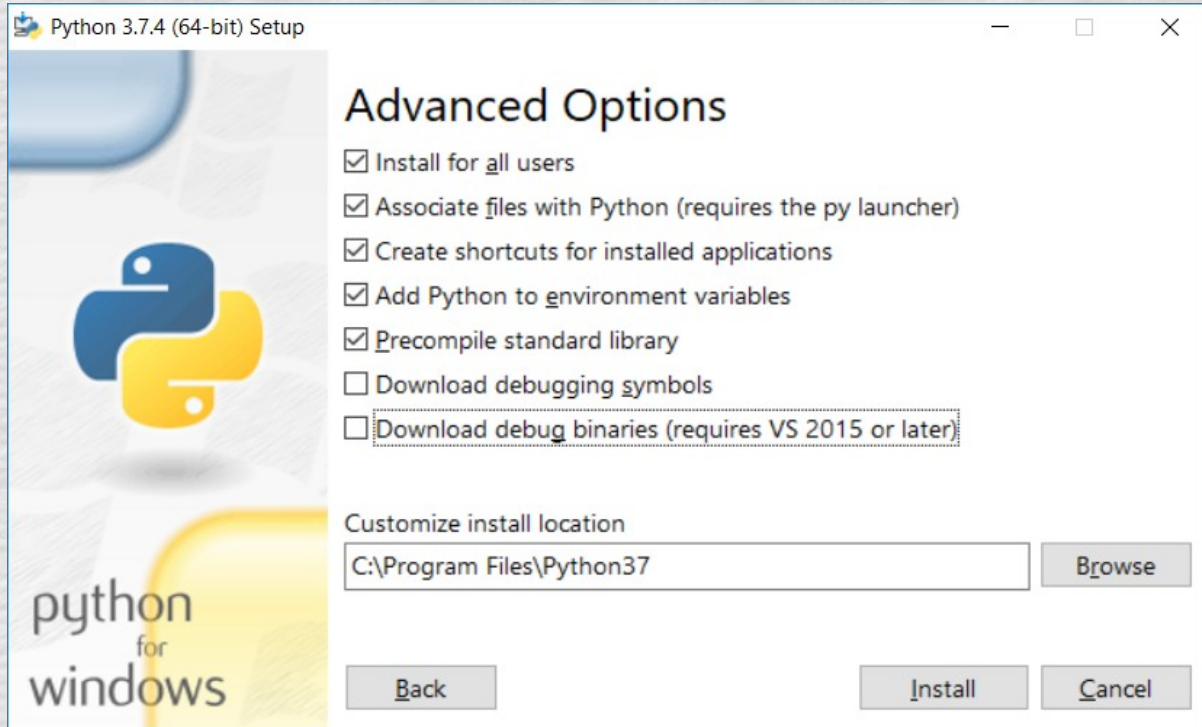 Python 3.7.4 (64-bit) Setup
Advanced Options
Install for all users
Associate files with Python (requires the py launcher)
Create shortcuts for installed applications
Add Python to environment variables
Precompile standard library
Download debugging symbols
Download debug binaries (requires VS 2015 or later)
Customize install location
C:\Program Files\Python37
Browse
python
for
windows
Back
Install
Cancel